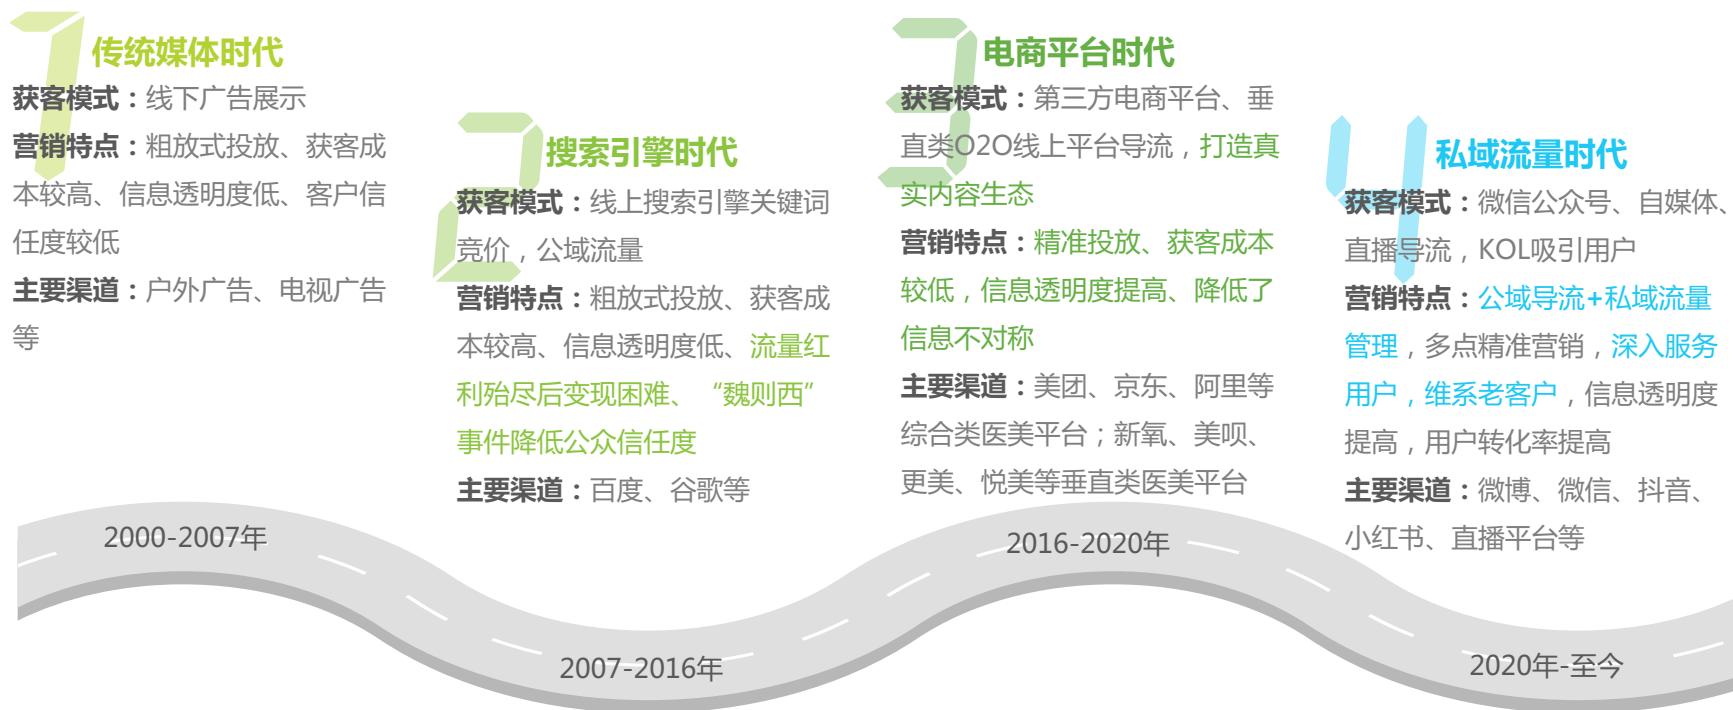 1
传统媒体时代
获客模式：线下广告展示
营销特点：粗放式投放、获客成
本较高、信息透明度低、客户信
任度较低
主要渠道：户外广告、电视广告
等
2000-2007年
2
搜索引擎时代
获客模式：线上搜索引擎关键词
竞价，公域流量
营销特点：粗放式投放、获客成
本较高、信息透明度低、流量红
利殆尽后变现困难、“魏则西”
事件降低公众信任度
主要渠道：百度、谷歌等
2007-2016年
3
电商平台时代
获客模式：第三方电商平台、垂
直类O2O线上平台导流，打造真
实内容生态
营销特点：精准投放、获客成本
较低，信息透明度提高、降低了
信息不对称
主要渠道：美团、京东、阿里等
综合类医美平台；新氧、美呗、
更美、悦美等垂直类医美平台
2016-2020年
4
私域流量时代
获客模式：微信公众号、自媒体、
直播导流，KOL吸引用户
营销特点：公域导流+私域流量
管理，多点精准营销，深入服务
用户，维系老客户，信息透明度
提高，用户转化率提高
主要渠道：微博、微信、抖音、
小红书、直播平台等
2020年-至今